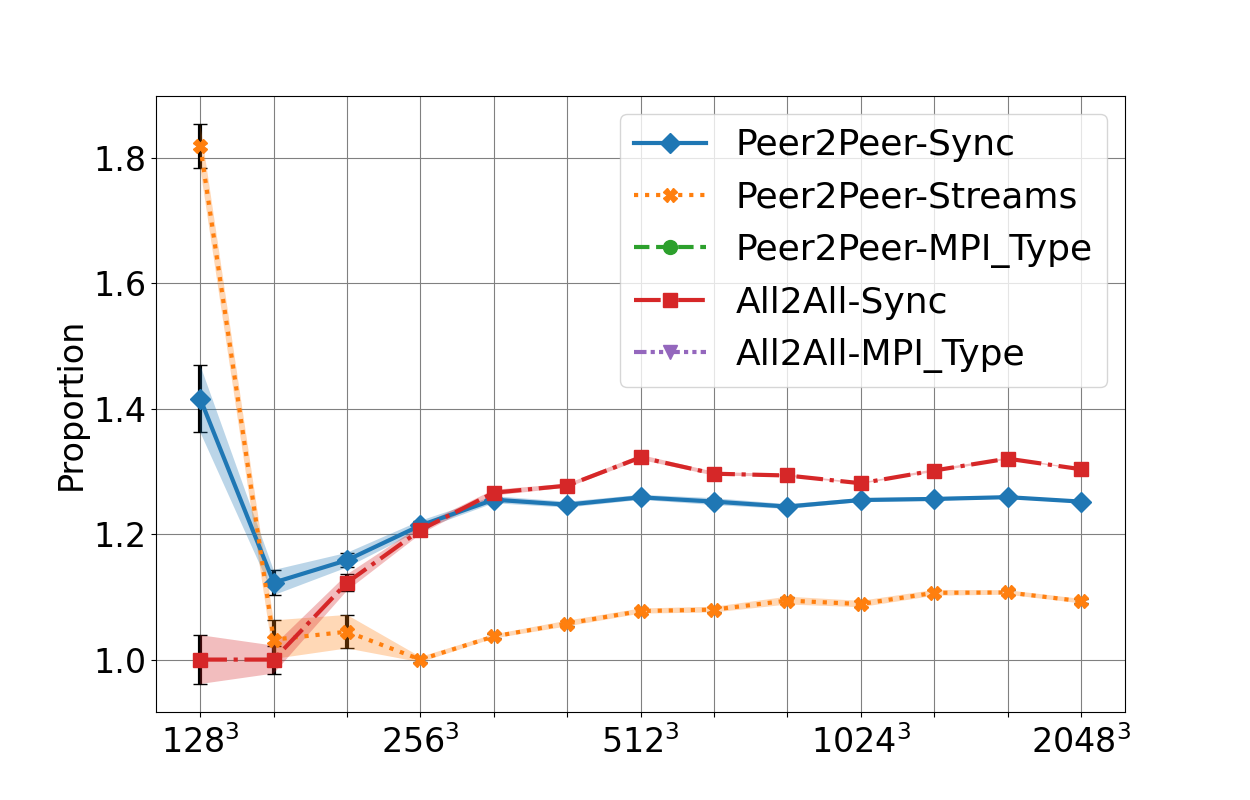 Proportion
1.8
1.6
1.4
1.2
1.0
128³
256³
512³
1024³
2048³
Peer2Peer-Sync
Peer2Peer-Streams
Peer2Peer-MPI_Type
All2All-Sync
All2All-MPI_Type